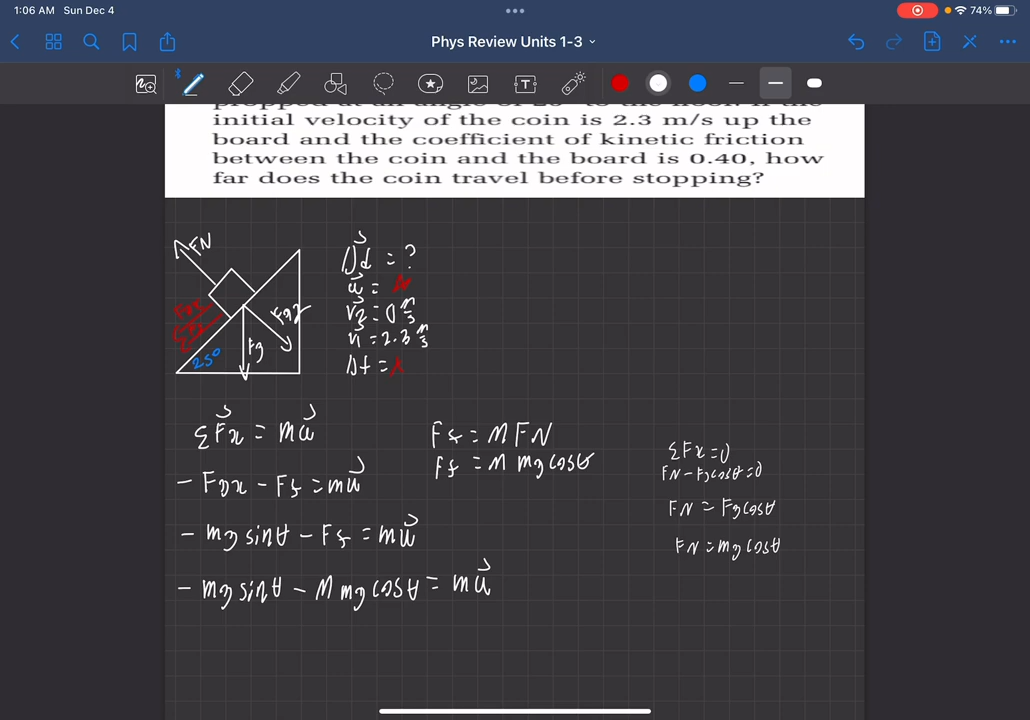 1:06 AM Sun Dec 4
74%
Phys Review Units 1-3
T
initial velocity of the coin is 2.3 m/s up the
board and the coefficient of kinetic friction
between the coin and the board is 0.40, how
far does the coin travel before stopping?
FN
Δd = ?
a =
v2 = 0 m/s
v1 = 2.3 m/s
Δt =
Fg
25°
ΣFx = ma
Ff = μ FN
Ff = μ mg cosθ
ΣFx = 0
FN - Fg cosθ = 0
- Fgx - Ff = ma
FN = Fg cosθ
- mg sinθ - Ff = ma
FN = mg cosθ
- mg sinθ - μ mg cosθ = ma